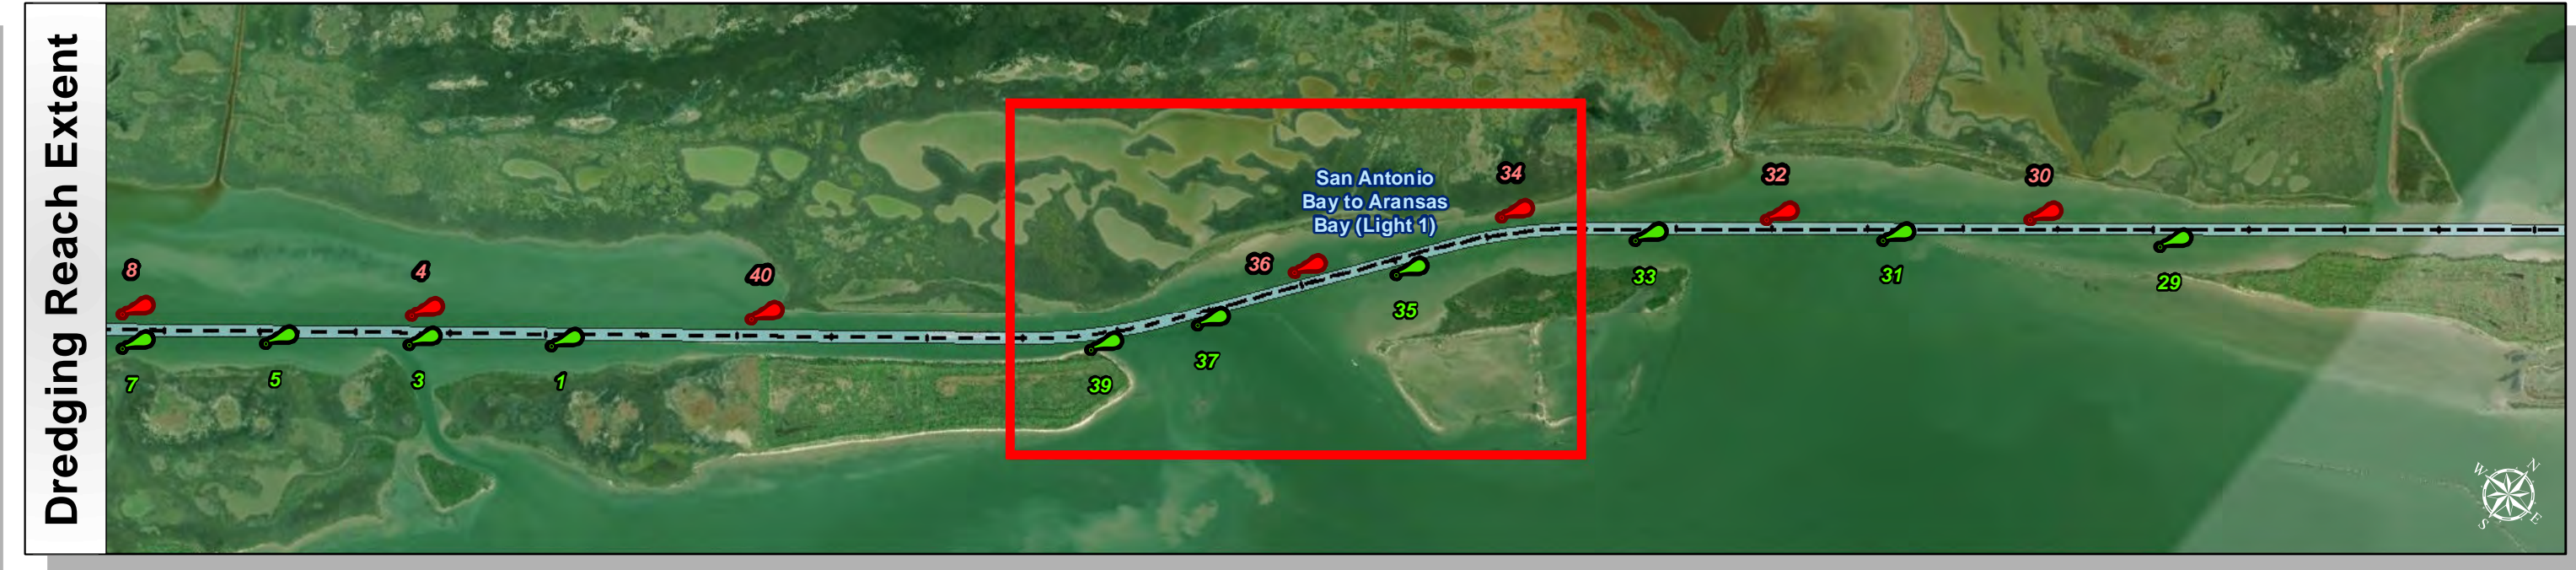 Dredging Reach Extent
San Antonio
Bay to Aransas
Bay (Light 1)
34
32
30
36
8
4
40
33
31
29
35
37
39
7
5
3
1
W
N
S
E